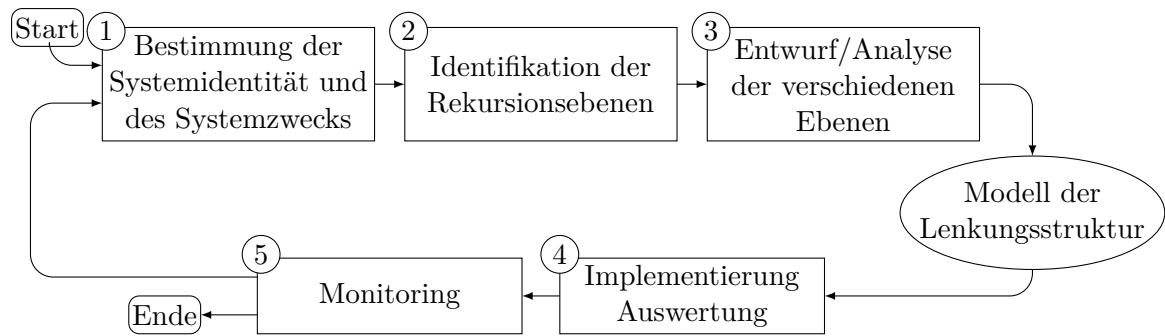 Start
1
Bestimmung der
Systemidentität und
des Systemzwecks
2
Identifikation der
Rekursionsebenen
3
Entwurf/Analyse
der verschiedenen
Ebenen
Modell der
Lenkungsstruktur
4
Implementierung
Auswertung
5
Monitoring
Ende